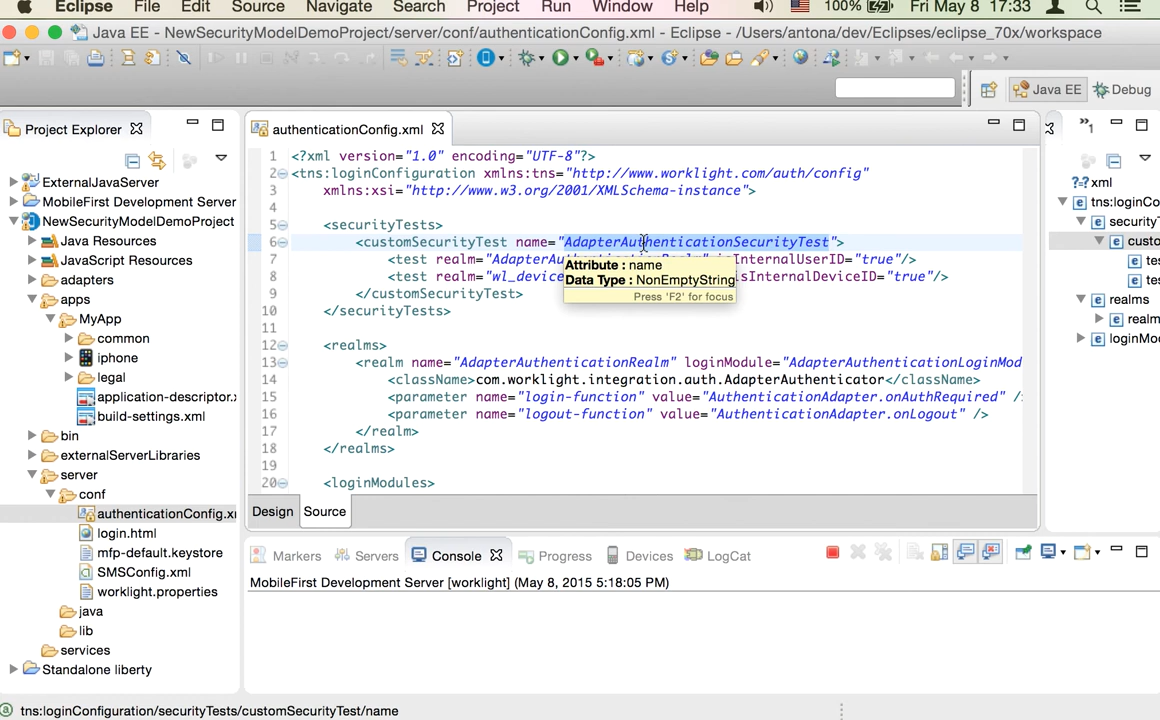 Eclipse File Edit Source Navigate Search Project Run Window Help 100% Fri May 8 17:33
Java EE - NewSecurityModelDemoProject/server/conf/authenticationConfig.xml - Eclipse - /Users/antona/dev/Eclipses/eclipse_70x/workspace
Java EE Debug
Project Explorer
ExternalJavaServer
MobileFirst Development Server
NewSecurityModelDemoProject
Java Resources
JavaScript Resources
adapters
apps
MyApp
common
iphone
legal
application-descriptor.
build-settings.xml
bin
externalServerLibraries
server
conf
authenticationConfig.x
login.html
mfp-default.keystore
SMSConfig.xml
worklight.properties
java
lib
services
Standalone liberty
authenticationConfig.xml
1 <?xml version="1.0" encoding="UTF-8"?>
2 <tns:loginConfiguration xmlns:tns="http://www.worklight.com/auth/config"
3 xmlns:xsi="http://www.w3.org/2001/XMLSchema-instance">
4
5 <securityTests>
6 <customSecurityTest name="AdapterAuthenticationSecurityTest">
7 <test realm="AdapterAuthenticationRealm" isInternalUserID="true"/>
8 <test realm="wl_device isInternalDeviceID="true"/>
9 </customSecurityTest>
10 </securityTests>
11
12 <realms>
13 <realm name="AdapterAuthenticationRealm" loginModule="AdapterAuthenticationLoginMod
14 <className>com.worklight.integration.auth.AdapterAuthenticator</className>
15 <parameter name="login-function" value="AuthenticationAdapter.onAuthRequired" /
16 <parameter name="logout-function" value="AuthenticationAdapter.onLogout" />
17 </realm>
18 </realms>
19
20 <loginModules>
Attribute : name
Data Type : NonEmptyString
Press 'F2' for focus
Design Source
»1
?=? xml
tns:loginCo
securityT
custo
te
te
realms
realm
loginMo
Markers Servers Console Progress Devices LogCat
MobileFirst Development Server [worklight] (May 8, 2015 5:18:05 PM)
tns:loginConfiguration/securityTests/customSecurityTest/name